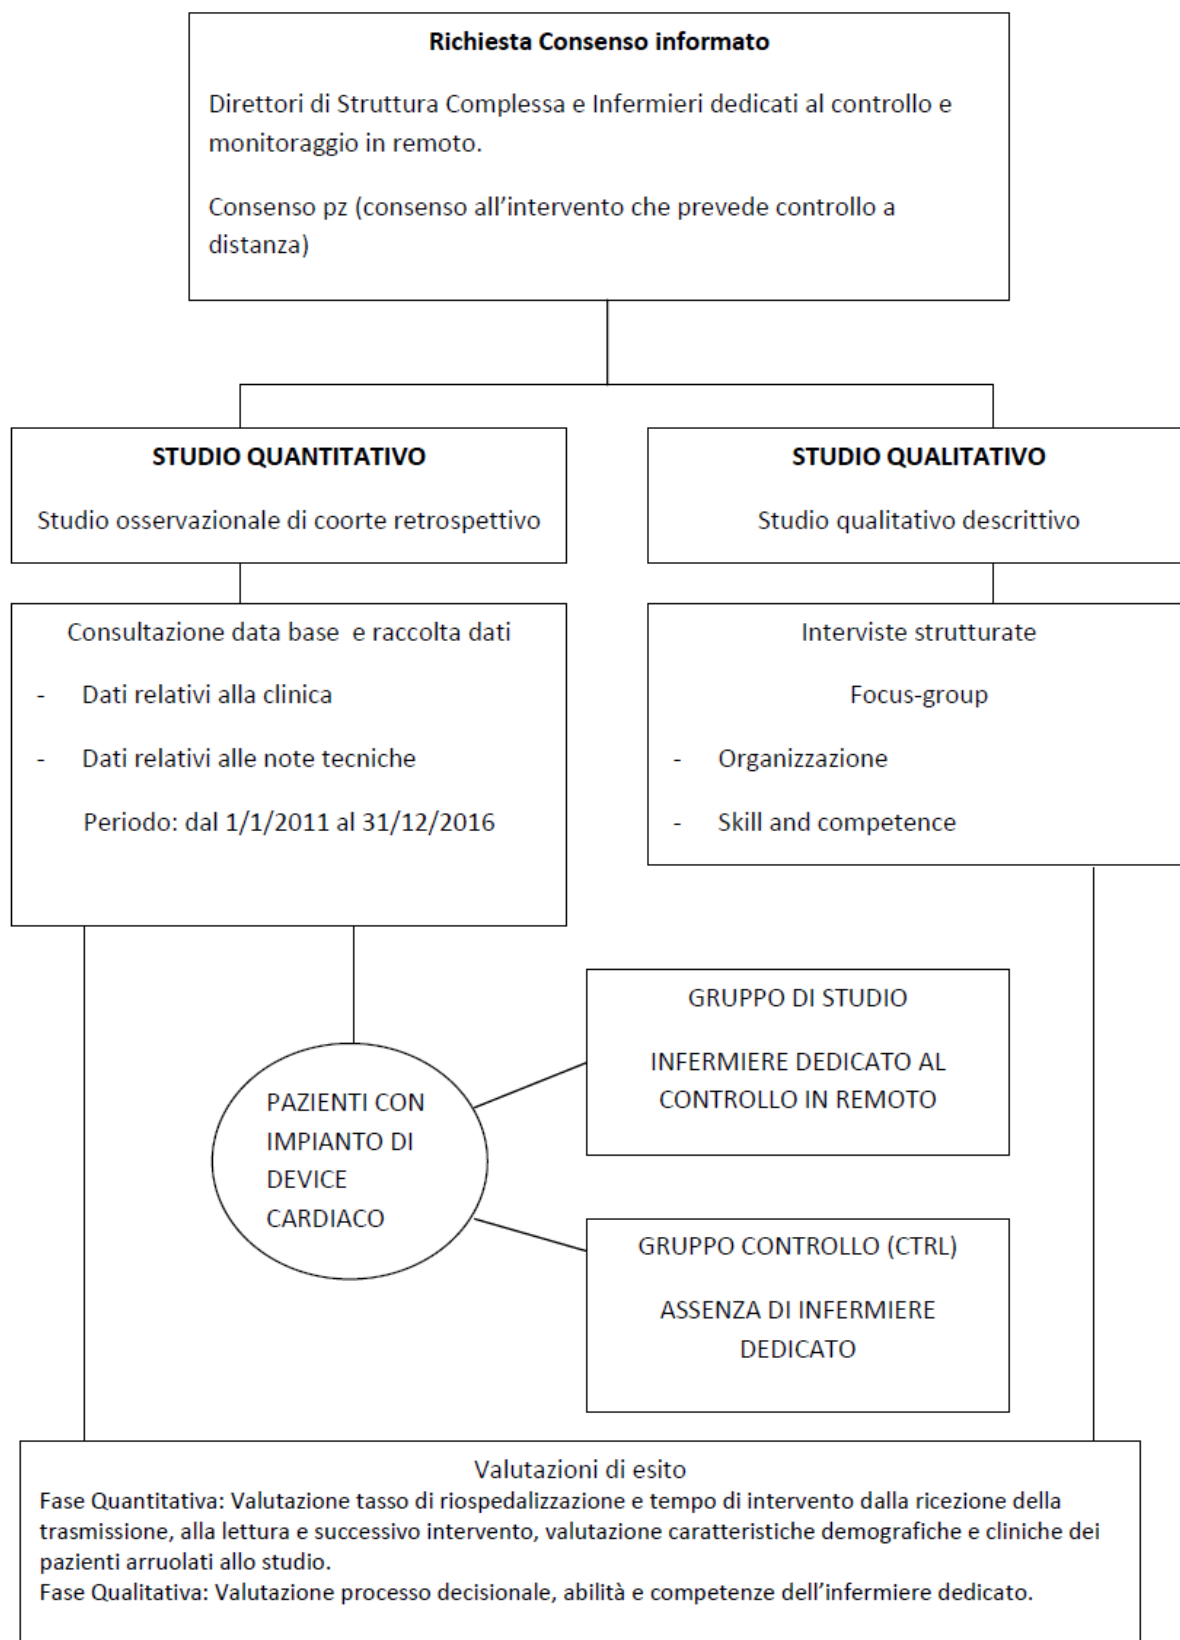 Richiesta Consenso informato
Direttori di Struttura Complessa e Infermieri dedicati al controllo e
monitoraggio in remoto.
Consenso pz (consenso all’intervento che prevede controllo a
distanza)
STUDIO QUANTITATIVO
Studio osservazionale di coorte retrospettivo
STUDIO QUALITATIVO
Studio qualitativo descrittivo
Consultazione data base e raccolta dati
- Dati relativi alla clinica
- Dati relativi alle note tecniche
Periodo: dal 1/1/2011 al 31/12/2016
Interviste strutturate
Focus-group
- Organizzazione
- Skill and competence
PAZIENTI CON
IMPIANTO DI
DEVICE
CARDIACO
GRUPPO DI STUDIO
INFERMIERE DEDICATO AL
CONTROLLO IN REMOTO
GRUPPO CONTROLLO (CTRL)
ASSENZA DI INFERMIERE
DEDICATO
Valutazioni di esito
Fase Quantitativa: Valutazione tasso di riospedalizzazione e tempo di intervento dalla ricezione della
trasmissione, alla lettura e successivo intervento, valutazione caratteristiche demografiche e cliniche dei
pazienti arruolati allo studio.
Fase Qualitativa: Valutazione processo decisionale, abilità e competenze dell’infermiere dedicato.